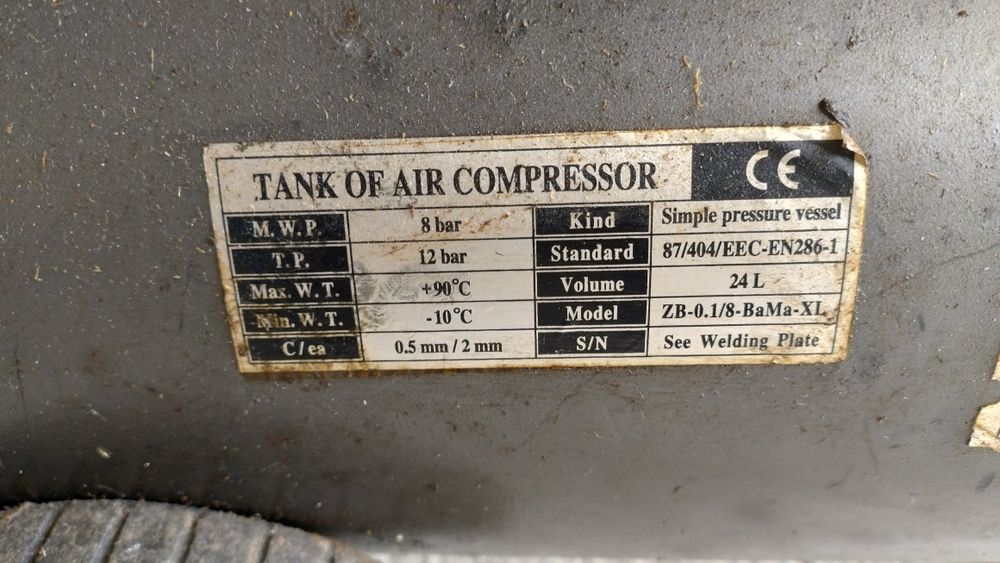 TANK OF AIR COMPRESSOR CE
M. W. P. 8 bar Kind Simple pressure vessel
T. P. 12 bar Standard 87/404/EEC-EN286-1
Max. W. T. +90°C Volume 24 L
Min. W. T. -10°C Model ZB-0.1/8-BaMa-XL
C/ea 0.5 mm / 2 mm S/N See Welding Plate